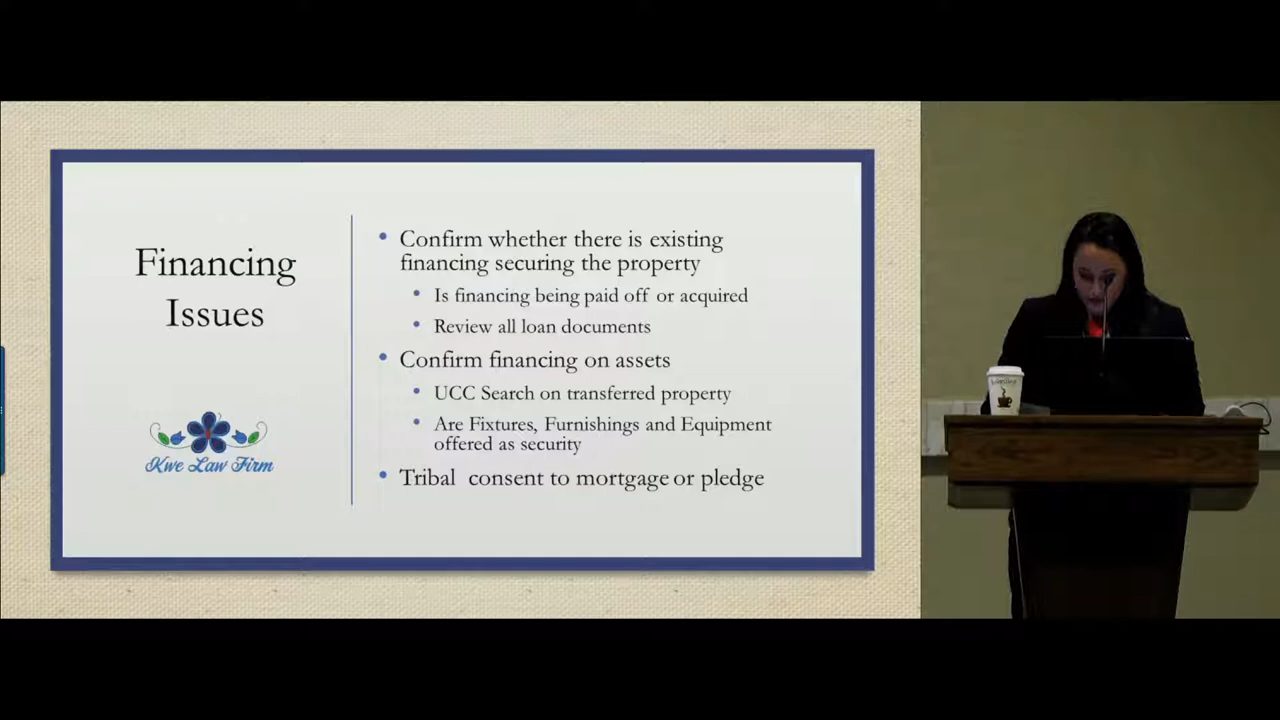 Financing
Issues
Kwe Law Firm
• Confirm whether there is existing
financing securing the property
• Is financing being paid off or acquired
• Review all loan documents
• Confirm financing on assets
• UCC Search on transferred property
• Are Fixtures, Furnishings and Equipment
offered as security
• Tribal consent to mortgage or pledge